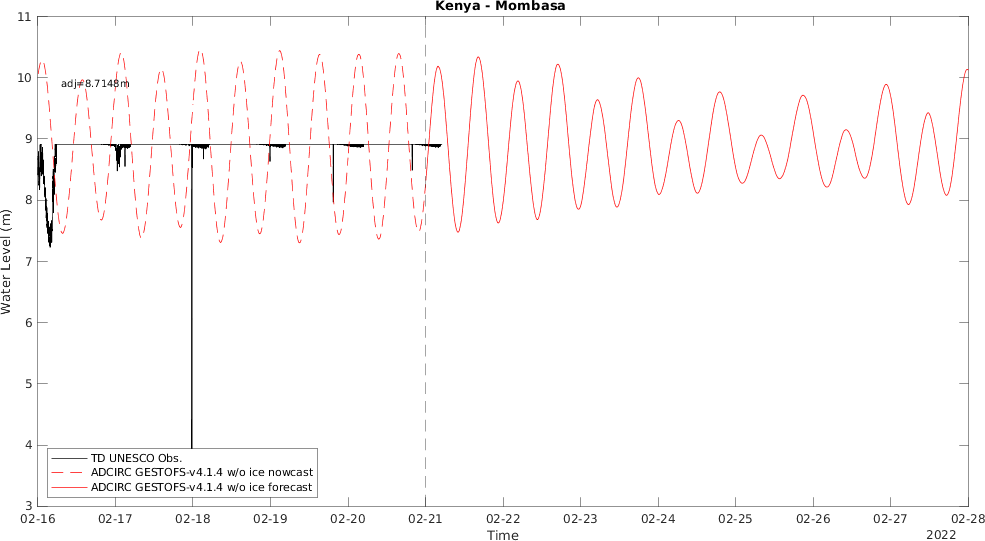 Kenya - Mombasa
11
10
9
8
7
6
5
4
3
Water Level (m)
adj=8.7148m
TD UNESCO Obs.
ADCIRC GESTOFS-v4.1.4 w/o ice nowcast
ADCIRC GESTOFS-v4.1.4 w/o ice forecast
02-16 02-17 02-18 02-19 02-20 02-21 02-22 02-23 02-24 02-25 02-26 02-27 02-28
Time
2022